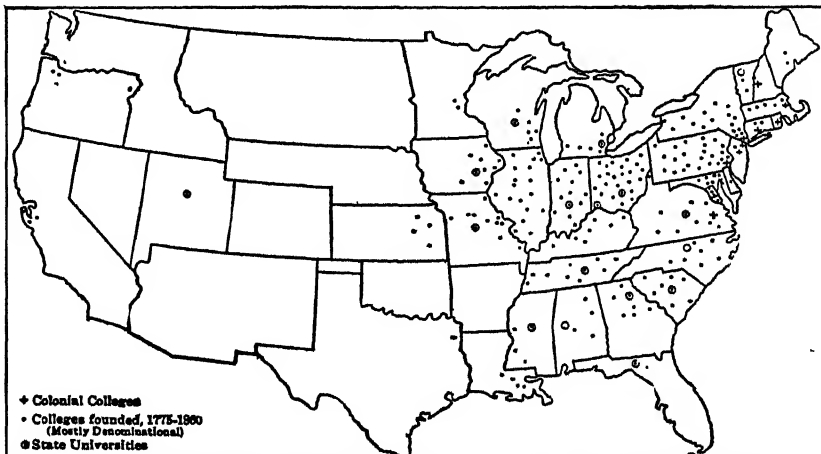 + Colonial Colleges
• Colleges founded, 1775-1860
(Mostly Denominational)
⊕ State Universities